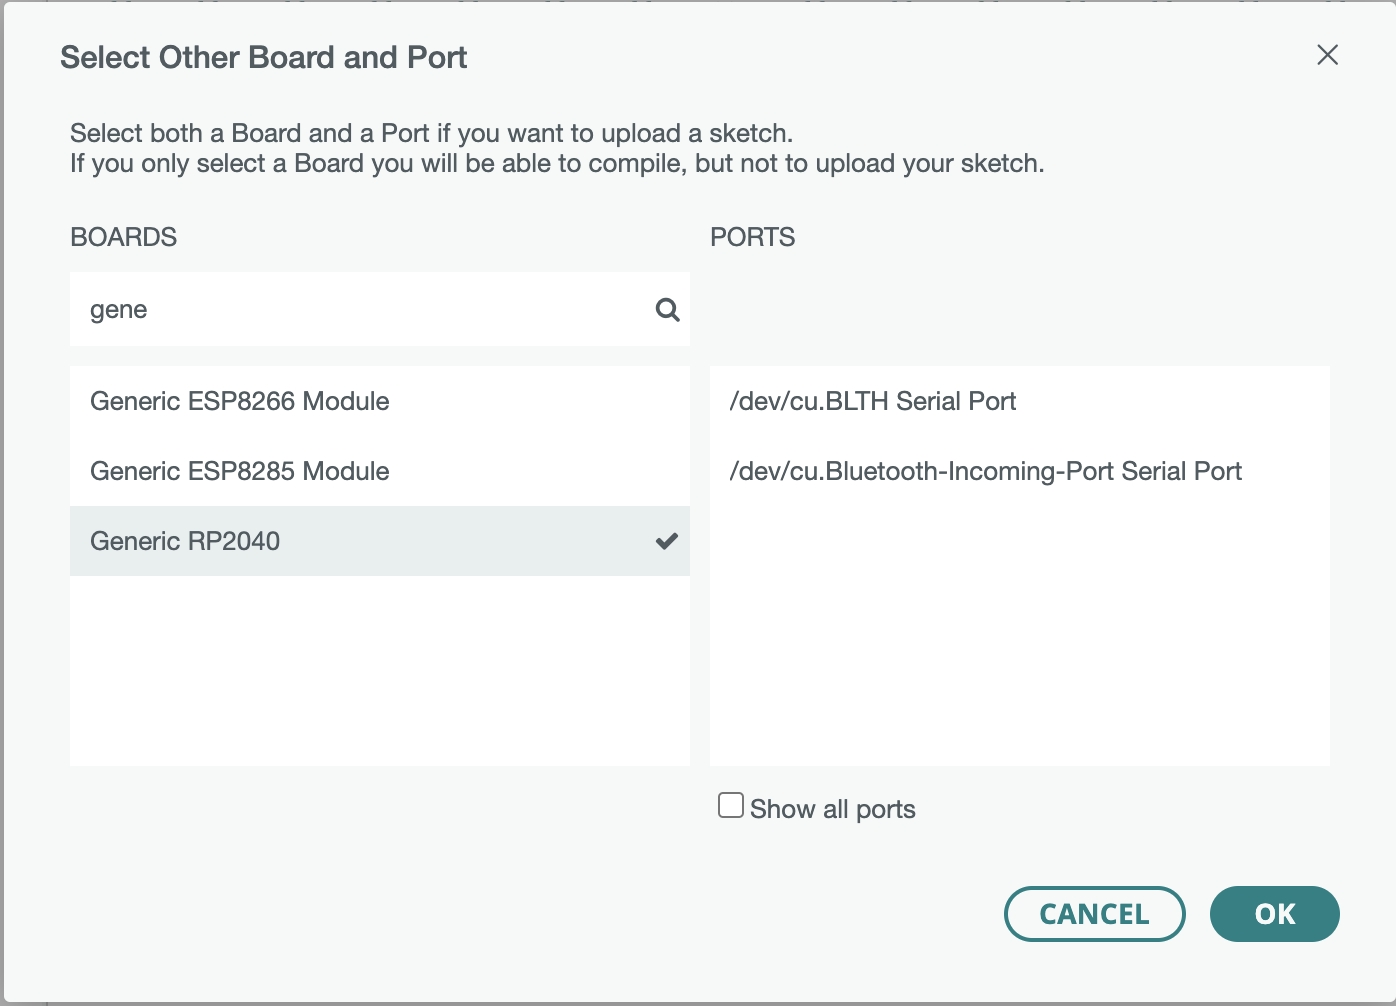 Select Other Board and Port
Select both a Board and a Port if you want to upload a sketch.
If you only select a Board you will be able to compile, but not to upload your sketch.
BOARDS
PORTS
gene
Generic ESP8266 Module
/dev/cu.BLTH Serial Port
Generic ESP8285 Module
/dev/cu.Bluetooth-Incoming-Port Serial Port
Generic RP2040
Show all ports
CANCEL
OK